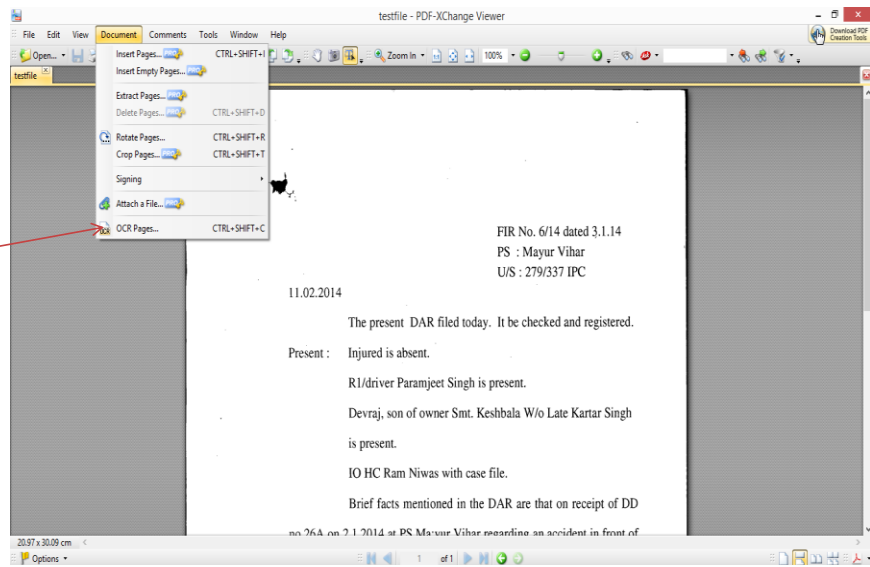 testfile - PDF-XChange Viewer
File Edit View Document Comments Tools Window Help
Download PDF
Creation Tools
Open...
Zoom In
100%
testfile
Insert Pages... PRO CTRL+SHIFT+I
Insert Empty Pages... PRO
Extract Pages... PRO
Delete Pages... PRO CTRL+SHIFT+D
Rotate Pages... CTRL+SHIFT+R
Crop Pages... PRO CTRL+SHIFT+T
Signing
Attach a File... PRO
OCR OCR Pages... CTRL+SHIFT+C
FIR No. 6/14 dated 3.1.14
PS : Mayur Vihar
U/S : 279/337 IPC
11.02.2014
The present DAR filed today. It be checked and registered.
Present : Injured is absent.
R1/driver Paramjeet Singh is present.
Devraj, son of owner Smt. Keshbala W/o Late Kartar Singh
is present.
IO HC Ram Niwas with case file.
Brief facts mentioned in the DAR are that on receipt of DD
no.26A on 2.1.2014 at PS Mayur Vihar regarding an accident in front of
20.97 x 30.09 cm
Options 1 of 1